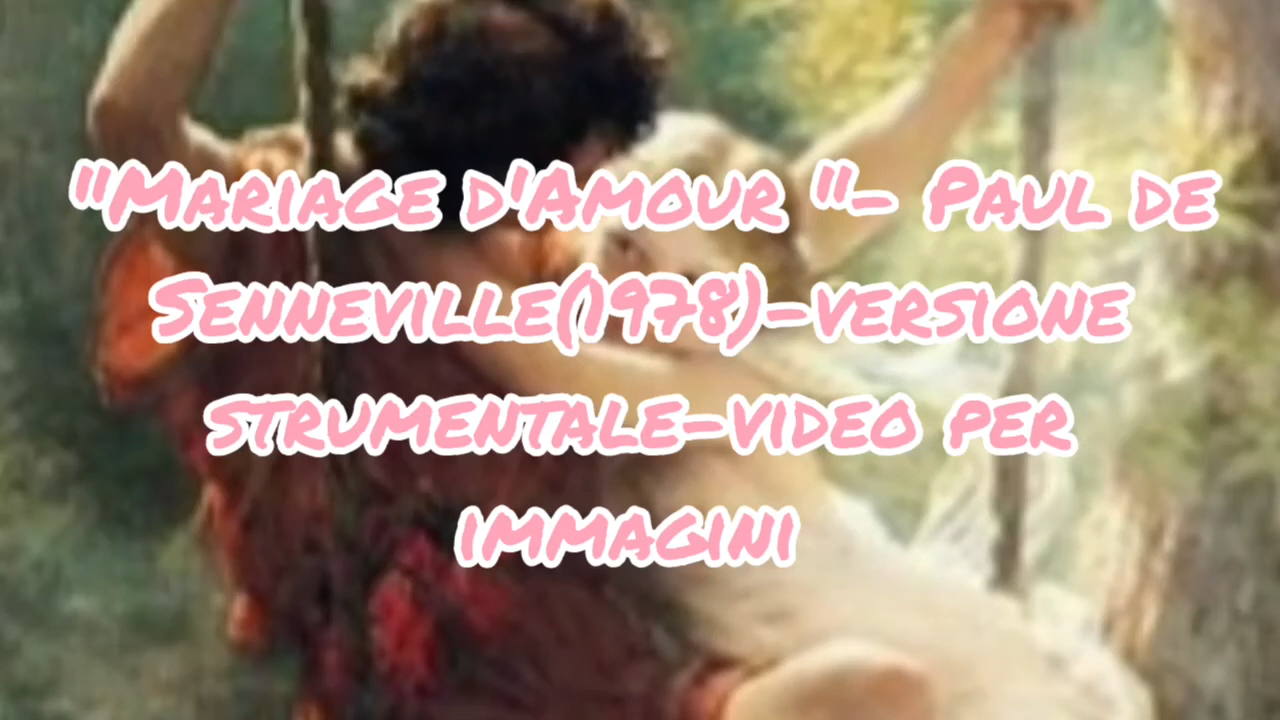 "Mariage d'Amour "- Paul de
Senneville(1978)-versione
strumentale-video per
immagini